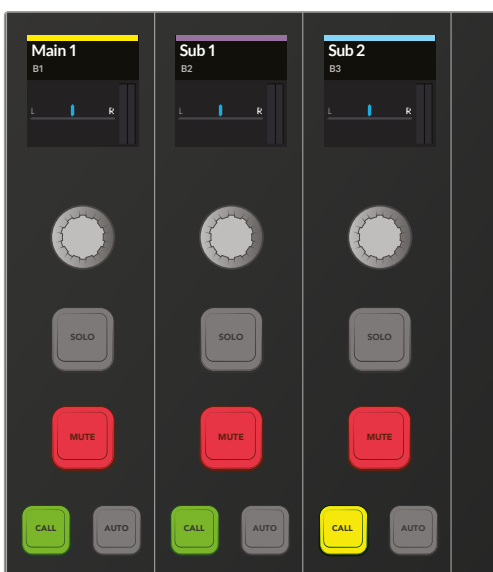 Main 1
B1
L R
SOLO
MUTE
CALL AUTO
Sub 1
B2
L R
SOLO
MUTE
CALL AUTO
Sub 2
B3
L R
SOLO
MUTE
CALL AUTO